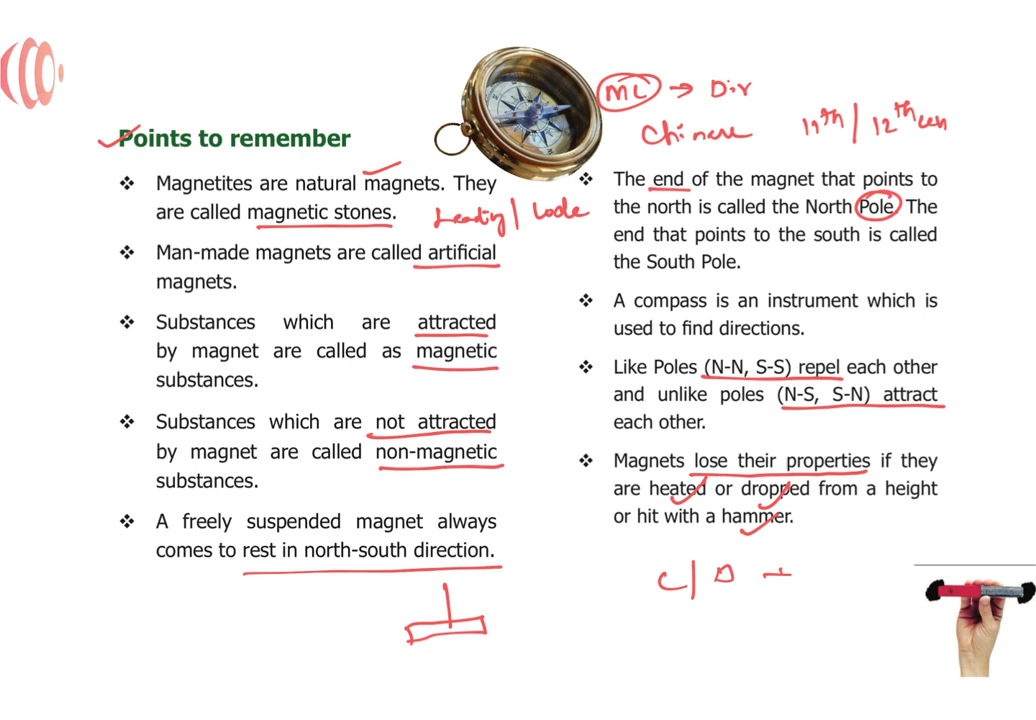 Points to remember
❖ Magnetites are natural magnets. They
are called magnetic stones.
Leading / Lode
❖ Man-made magnets are called artificial
magnets.
❖ Substances which are attracted
by magnet are called as magnetic
substances.
❖ Substances which are not attracted
by magnet are called non-magnetic
substances.
❖ A freely suspended magnet always
comes to rest in north-south direction.
ML → Dir
Chinese 11th / 12th cen
❖ The end of the magnet that points to
the north is called the North Pole. The
end that points to the south is called
the South Pole.
❖ A compass is an instrument which is
used to find directions.
❖ Like Poles (N-N, S-S) repel each other
and unlike poles (N-S, S-N) attract
each other.
❖ Magnets lose their properties if they
are heated or dropped from a height
or hit with a hammer.